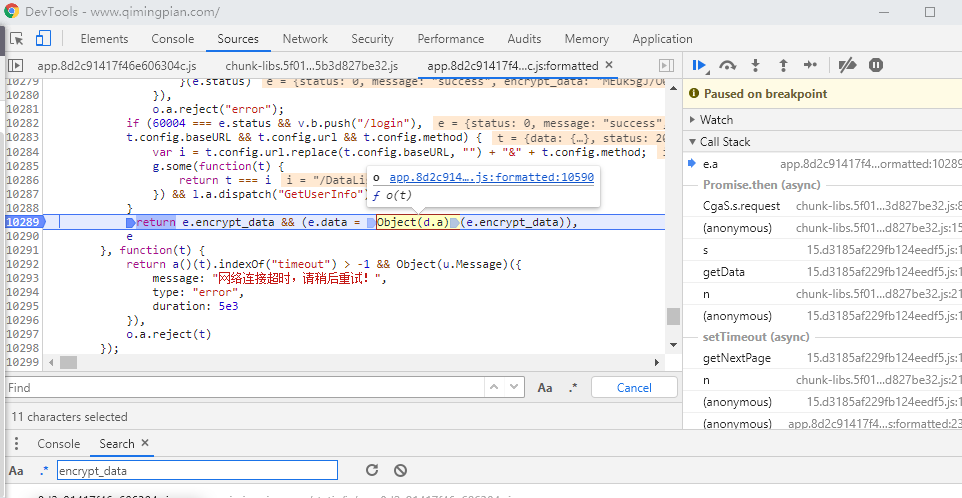 DevTools - www.qimingpian.com/
Elements Console Sources Network Security Performance Audits Memory Application
app.8d2c91417f46e606304c.js chunk-libs.5f01...5b3d827be32.js app.8d2c91417f4...c.js:formatted ×
Paused on breakpoint
Watch
Call Stack
e.a app.8d2c91417f4...ormatted:10289
Promise.then (async)
CgaS.s.request chunk-libs.5f01...3d827be32.js:8
(anonymous) chunk-libs.5f01...d827be32.js:15
s 15.d3185af229fb124eedf5.js:1
getData 15.d3185af229fb124eedf5.js:1
n chunk-libs.5f01...d827be32.js:21
(anonymous) 15.d3185af229fb124eedf5.js:1
setTimeout (async)
getNextPage 15.d3185af229fb124eedf5.js:1
n chunk-libs.5f01...d827be32.js:21
(anonymous) 15.d3185af229fb124eedf5.js:1
(anonymous) app.8d2c91417f4...s:formatted:23
10279 }(e.status) e = {status: 0, message: "success", encrypt_data:
10280 }),
10281 o.a.reject("error");
10282 if (60004 === e.status && v.b.push("/login"), e = {status: 0, message: "success",
10283 t.config.baseURL && t.config.url && t.config.method) { t = {data: {…}, status: 20
10284 var i = t.config.url.replace(t.config.baseURL, "") + "&" + t.config.method;
10285 g.some(function(t) {
10286 return t === i i = "/DataLi
10287 }) && l.a.dispatch("GetUserInfo")
o app.8d2c914....js:formatted:10590
ƒ o(t)
10288 }
10289 return e.encrypt_data && (e.data = Object(d.a)(e.encrypt_data)),
10290 e
10291 }, function(t) {
10292 return a()(t).indexOf("timeout") > -1 && Object(u.Message)({
10293 message: "网络连接超时，请稍后重试！",
10294 type: "error",
10295 duration: 5e3
10296 }),
10297 o.a.reject(t)
10298 });
10299
Find Aa .* Cancel
11 characters selected
Console Search ×
Aa .* encrypt_data